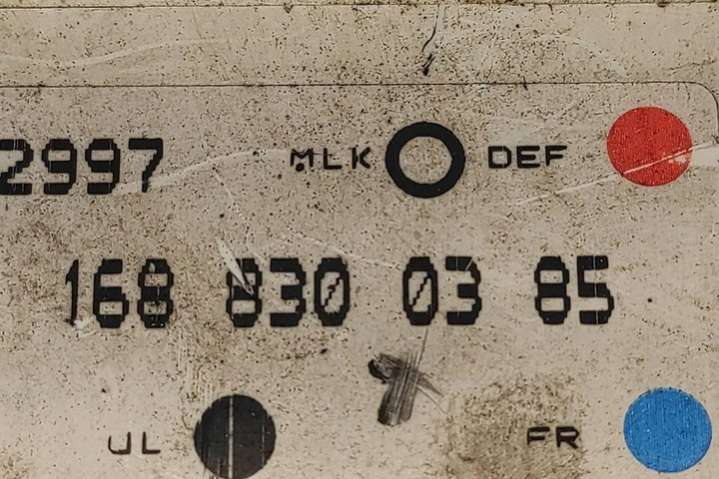 2997 MLK DEF
168 830 03 85
UL FR